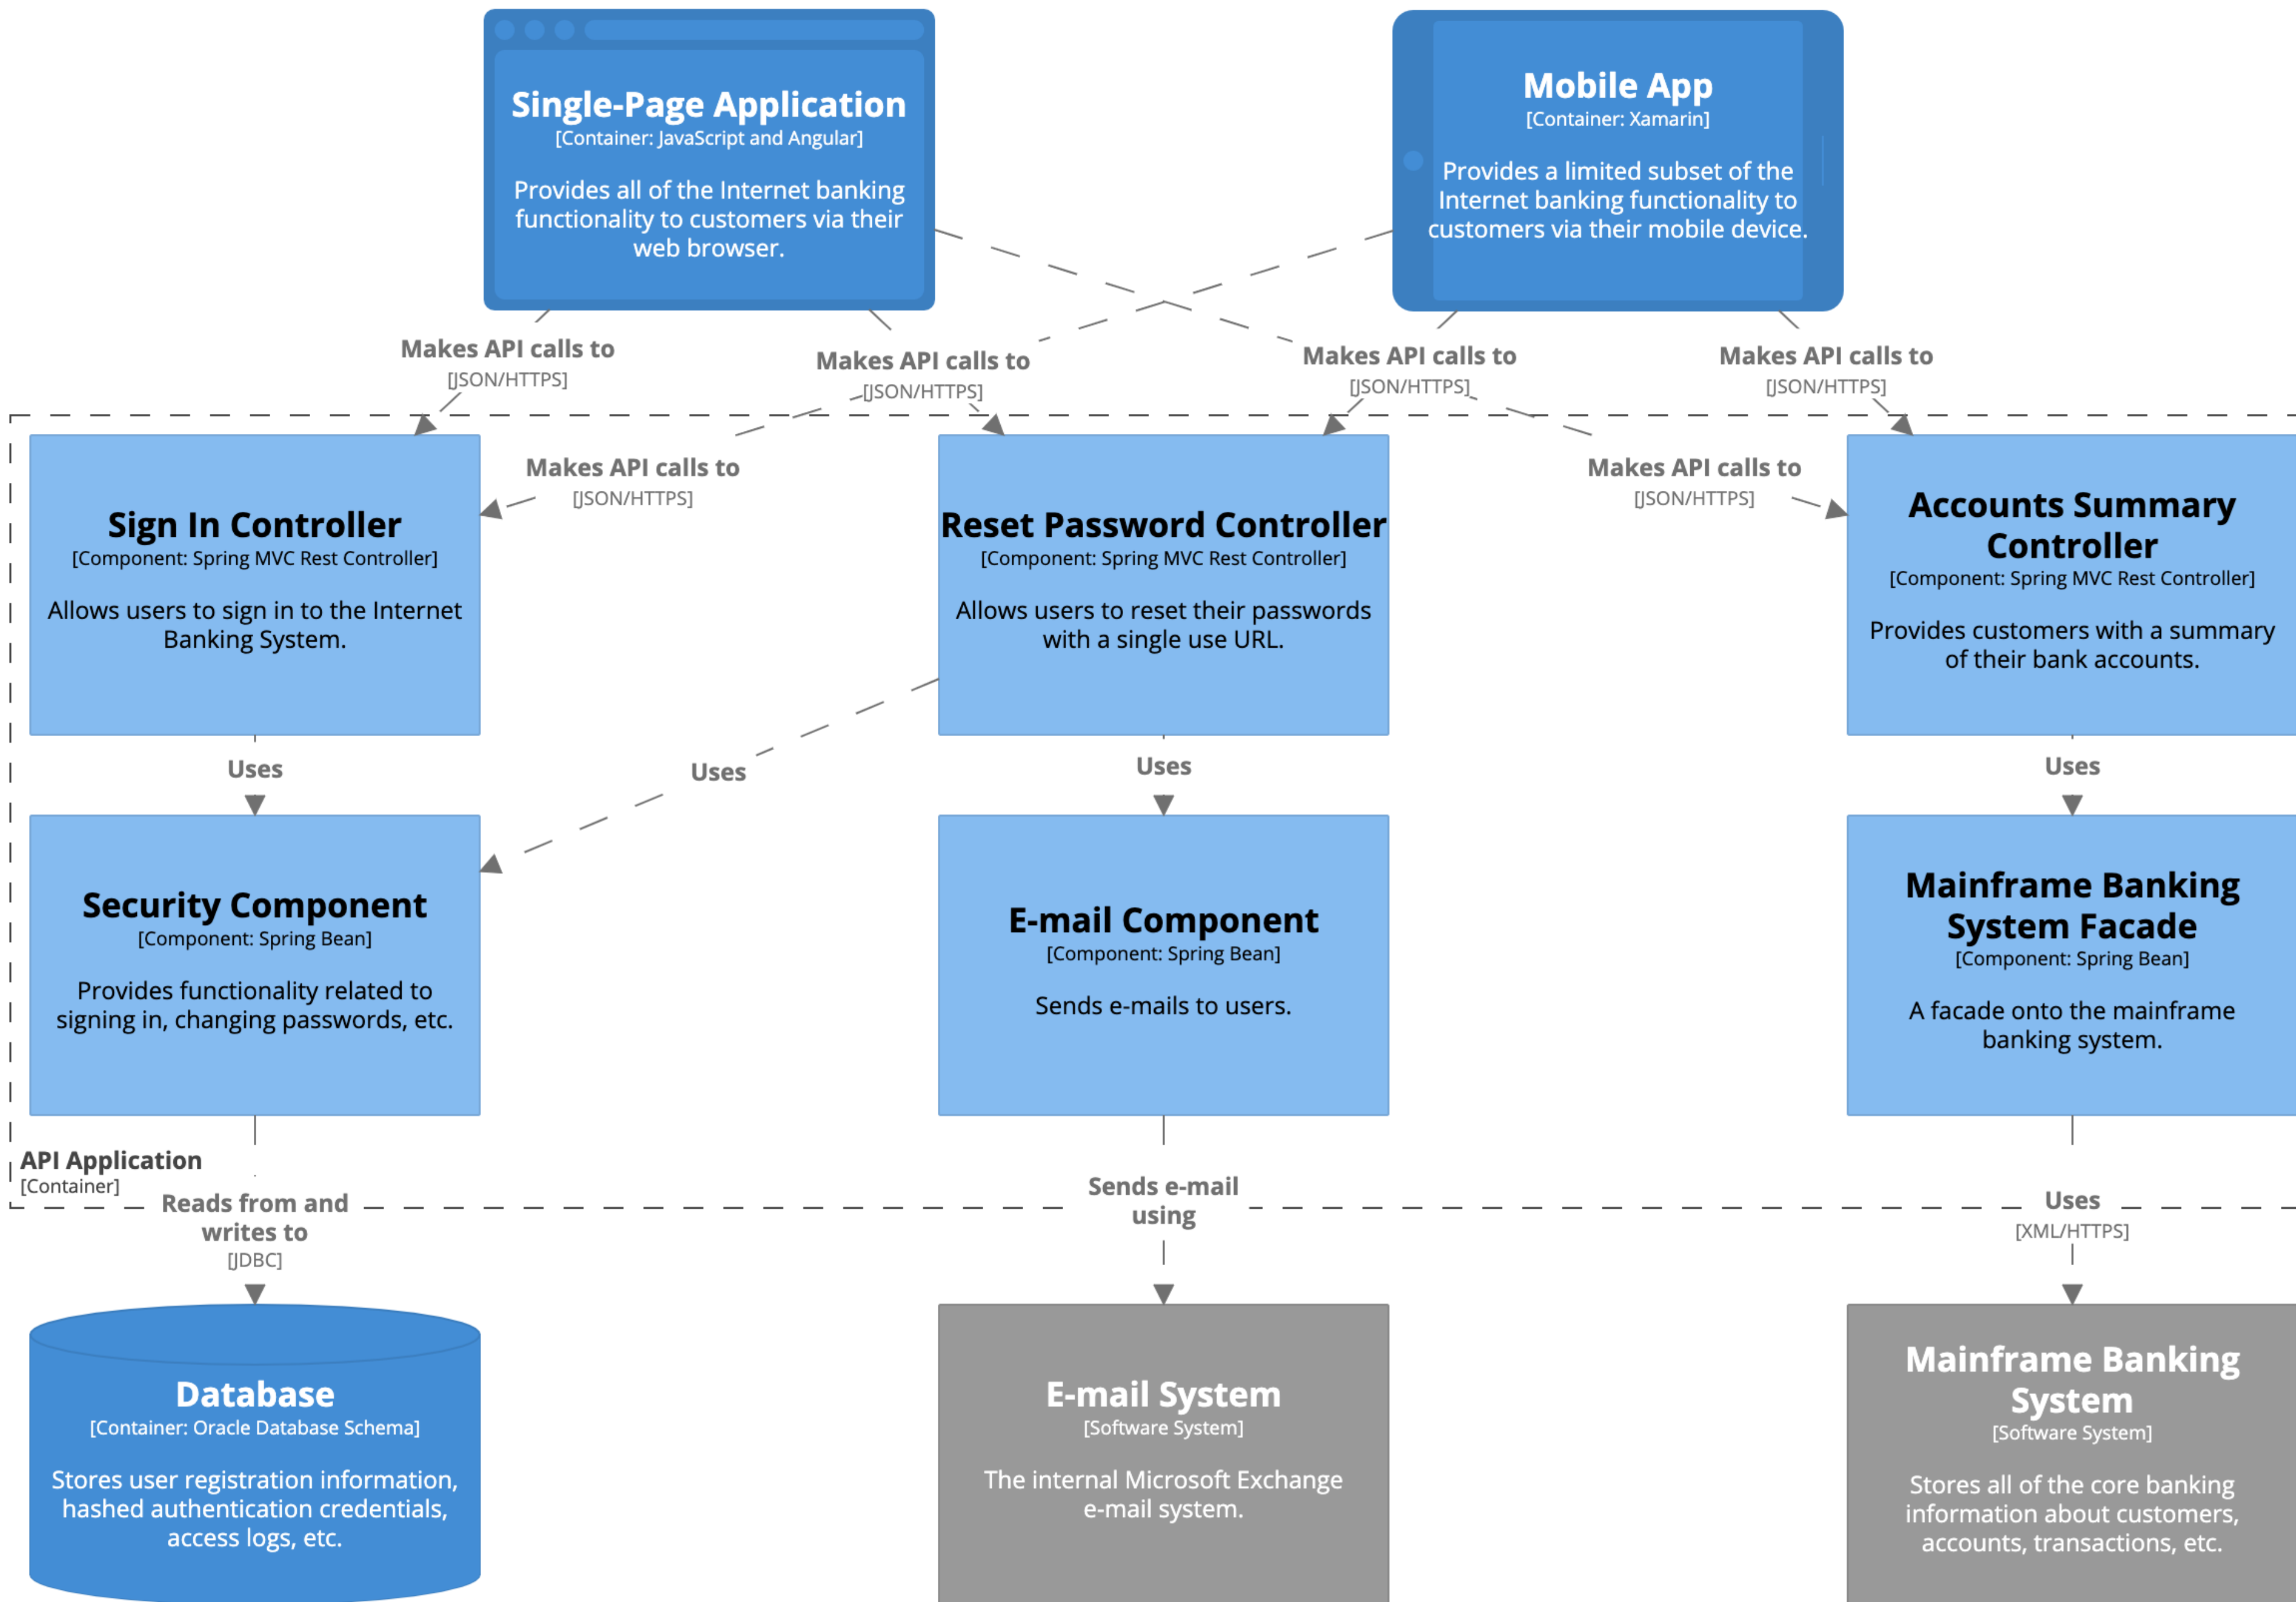 Single-Page Application
[Container: JavaScript and Angular]
Provides all of the Internet banking
functionality to customers via their
web browser.
Mobile App
[Container: Xamarin]
Provides a limited subset of the
Internet banking functionality to
customers via their mobile device.
Makes API calls to
[JSON/HTTPS]
Makes API calls to
[JSON/HTTPS]
Makes API calls to
[JSON/HTTPS]
Makes API calls to
[JSON/HTTPS]
Makes API calls to
[JSON/HTTPS]
Makes API calls to
[JSON/HTTPS]
Sign In Controller
[Component: Spring MVC Rest Controller]
Allows users to sign in to the Internet
Banking System.
Reset Password Controller
[Component: Spring MVC Rest Controller]
Allows users to reset their passwords
with a single use URL.
Accounts Summary
Controller
[Component: Spring MVC Rest Controller]
Provides customers with a summary
of their bank accounts.
Uses
Uses
Uses
Uses
Security Component
[Component: Spring Bean]
Provides functionality related to
signing in, changing passwords, etc.
E-mail Component
[Component: Spring Bean]
Sends e-mails to users.
Mainframe Banking
System Facade
[Component: Spring Bean]
A facade onto the mainframe
banking system.
API Application
[Container]
Reads from and
writes to
[JDBC]
Sends e-mail
using
Uses
[XML/HTTPS]
Database
[Container: Oracle Database Schema]
Stores user registration information,
hashed authentication credentials,
access logs, etc.
E-mail System
[Software System]
The internal Microsoft Exchange
e-mail system.
Mainframe Banking
System
[Software System]
Stores all of the core banking
information about customers,
accounts, transactions, etc.